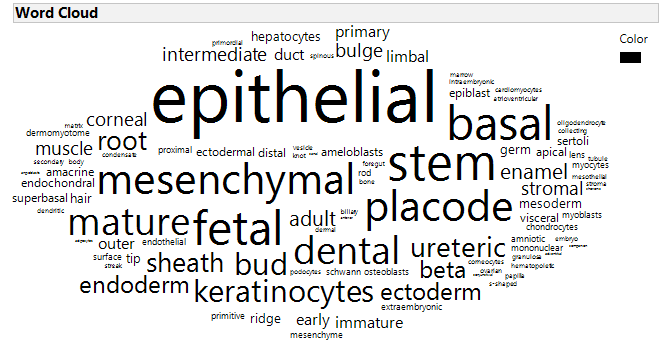 Word Cloud
Color
primordial
hepatocytes
primary
intermediate
duct
spinous
bulge
limbal
epithelial
marrow
intraembryonic
epiblast
cardiomyocytes
atrioventricular
matrix
corneal
dermomyotome
basal
oligodendrocyte
collecting
sertoli
muscle
root
condensate
proximal
ectodermal
distal
vesicle
knot
ameloblasts
stem
germ
apical
lens
tubule
secondary
body
amacrine
foregut
rod
bone
enamel
myocytes
mesothelial
endochondral
mesenchymal
stromal
stroma
superbasal
hair
dendritic
placode
mesoderm
mature
fetal
adult
biliary
dermal
visceral
myoblasts
chondrocytes
outer
endothelial
dental
ureteric
amniotic
embryo
mononuclear
surface
tip
streak
sheath
bud
podocytes
schwann
osteoblasts
beta
corneocytes
ovarian
granulosa
hematopoietic
papilla
s-shaped
endoderm
keratinocytes
ectoderm
extraembryonic
primitive
ridge
early
immature
mesenchyme